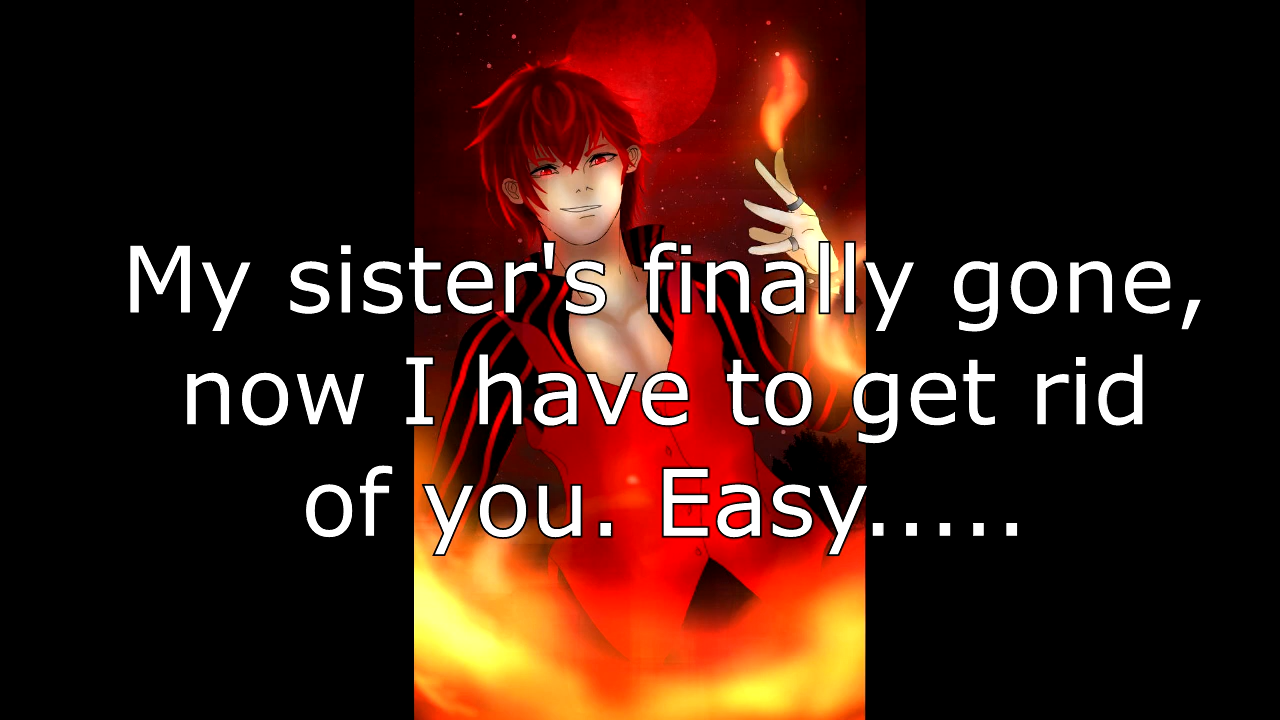 My sister's finally gone,
now I have to get rid
of you. Easy.....